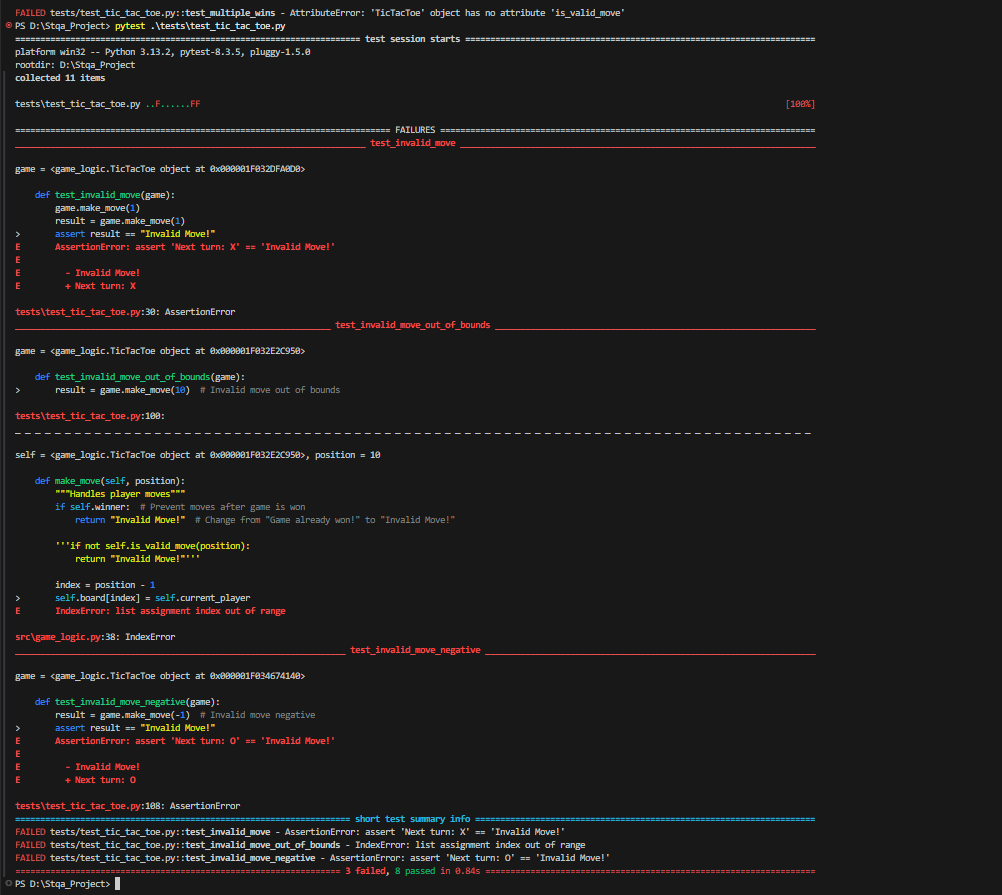 FAILED tests/test_tic_tac_toe.py::test_multiple_wins - AttributeError: 'TicTacToe' object has no attribute 'is_valid_move'
PS D:\Stqa_Project> pytest .\tests\test_tic_tac_toe.py
===================================================================== test session starts ======================================================================
platform win32 -- Python 3.13.2, pytest-8.3.5, pluggy-1.5.0
rootdir: D:\Stqa_Project
collected 11 items

tests\test_tic_tac_toe.py ..F......FF [100%]

=========================================================================== FAILURES ===========================================================================
______________________________________________________________________ test_invalid_move _______________________________________________________________________

game = <game_logic.TicTacToe object at 0x000001F032DFA0D0>

    def test_invalid_move(game):
        game.make_move(1)
        result = game.make_move(1)
>       assert result == "Invalid Move!"
E       AssertionError: assert 'Next turn: X' == 'Invalid Move!'
E
E         - Invalid Move!
E         + Next turn: X

tests\test_tic_tac_toe.py:30: AssertionError
_______________________________________________________________ test_invalid_move_out_of_bounds ________________________________________________________________

game = <game_logic.TicTacToe object at 0x000001F032E2C950>

    def test_invalid_move_out_of_bounds(game):
>       result = game.make_move(10)  # Invalid move out of bounds

tests\test_tic_tac_toe.py:100:
_ _ _ _ _ _ _ _ _ _ _ _ _ _ _ _ _ _ _ _ _ _ _ _ _ _ _ _ _ _ _ _ _ _ _ _ _ _ _ _ _ _ _ _ _ _ _ _ _ _ _ _ _ _ _ _ _ _ _ _ _ _ _ _ _ _ _ _ _ _ _ _ _ _ _ _ _ _ _ _

self = <game_logic.TicTacToe object at 0x000001F032E2C950>, position = 10

    def make_move(self, position):
        """Handles player moves"""
        if self.winner:  # Prevent moves after game is won
            return "Invalid Move!"  # Change from "Game already won!" to "Invalid Move!"

        '''if not self.is_valid_move(position):
            return "Invalid Move!"'''

        index = position - 1
>       self.board[index] = self.current_player
E       IndexError: list assignment index out of range

src\game_logic.py:38: IndexError
__________________________________________________________________ test_invalid_move_negative __________________________________________________________________

game = <game_logic.TicTacToe object at 0x000001F034674140>

    def test_invalid_move_negative(game):
        result = game.make_move(-1)  # Invalid move negative
>       assert result == "Invalid Move!"
E       AssertionError: assert 'Next turn: O' == 'Invalid Move!'
E
E         - Invalid Move!
E         + Next turn: O

tests\test_tic_tac_toe.py:108: AssertionError
=================================================================== short test summary info ====================================================================
FAILED tests/test_tic_tac_toe.py::test_invalid_move - AssertionError: assert 'Next turn: X' == 'Invalid Move!'
FAILED tests/test_tic_tac_toe.py::test_invalid_move_out_of_bounds - IndexError: list assignment index out of range
FAILED tests/test_tic_tac_toe.py::test_invalid_move_negative - AssertionError: assert 'Next turn: O' == 'Invalid Move!'
================================================================= 3 failed, 8 passed in 0.84s ==================================================================
PS D:\Stqa_Project>